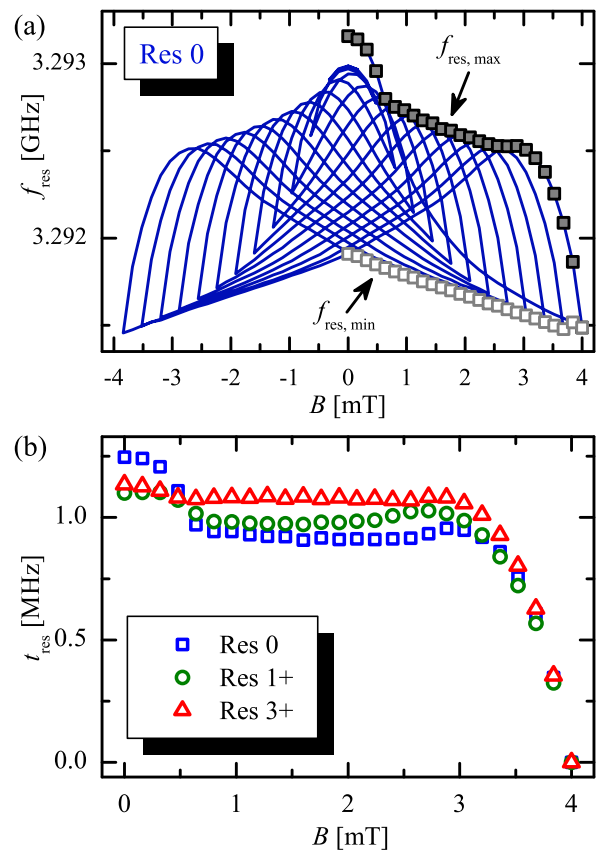 (a)
Res 0
f_res, max
f_res, min
f_res [GHz]
3.293
3.292
-4 -3 -2 -1 0 1 2 3 4
B [mT]
(b)
t_res [MHz]
1.0
0.5
0.0
Res 0
Res 1+
Res 3+
0 1 2 3 4
B [mT]